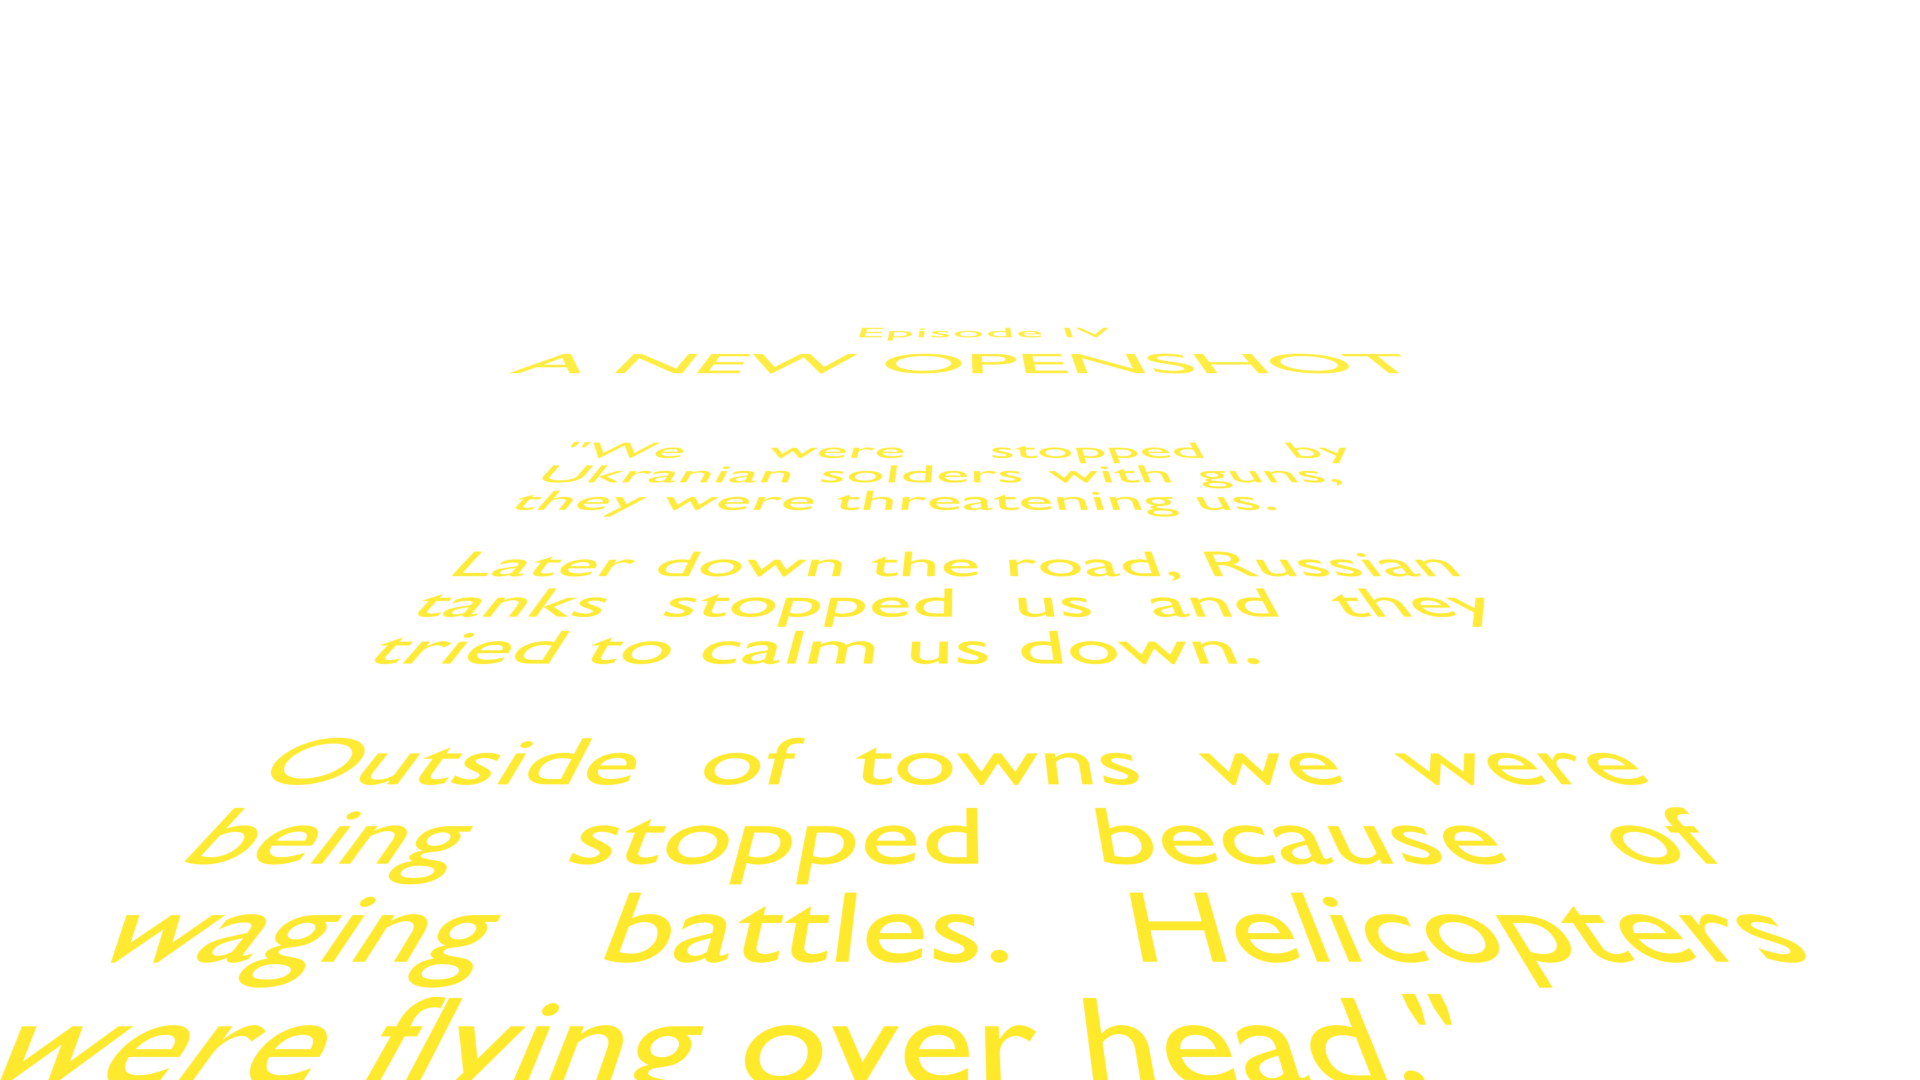 Episode IV
A NEW OPENSHOT
"We were stopped by
Ukranian solders with guns,
they were threatening us.
Later down the road, Russian
tanks stopped us and they
tried to calm us down.
Outside of towns we were
being stopped because of
waging battles. Helicopters
were flying over head."